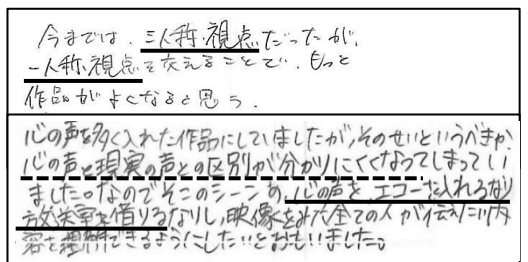 今までは、三人称視点だったが、
一人称視点を交えることで、もっと
作品がよくなると思う。
心の声を多く入れた作品にしていましたが、そのせいというべきか
心の声と現実の声との区別が分かりにくくなってしまってい
ました。なのでそこのシーンの、心の声を、エコーを入れるなり
放送室を借りるなりし、映像をみた全ての人が伝えたい内
容を理解できるようにしたいとおもいました。